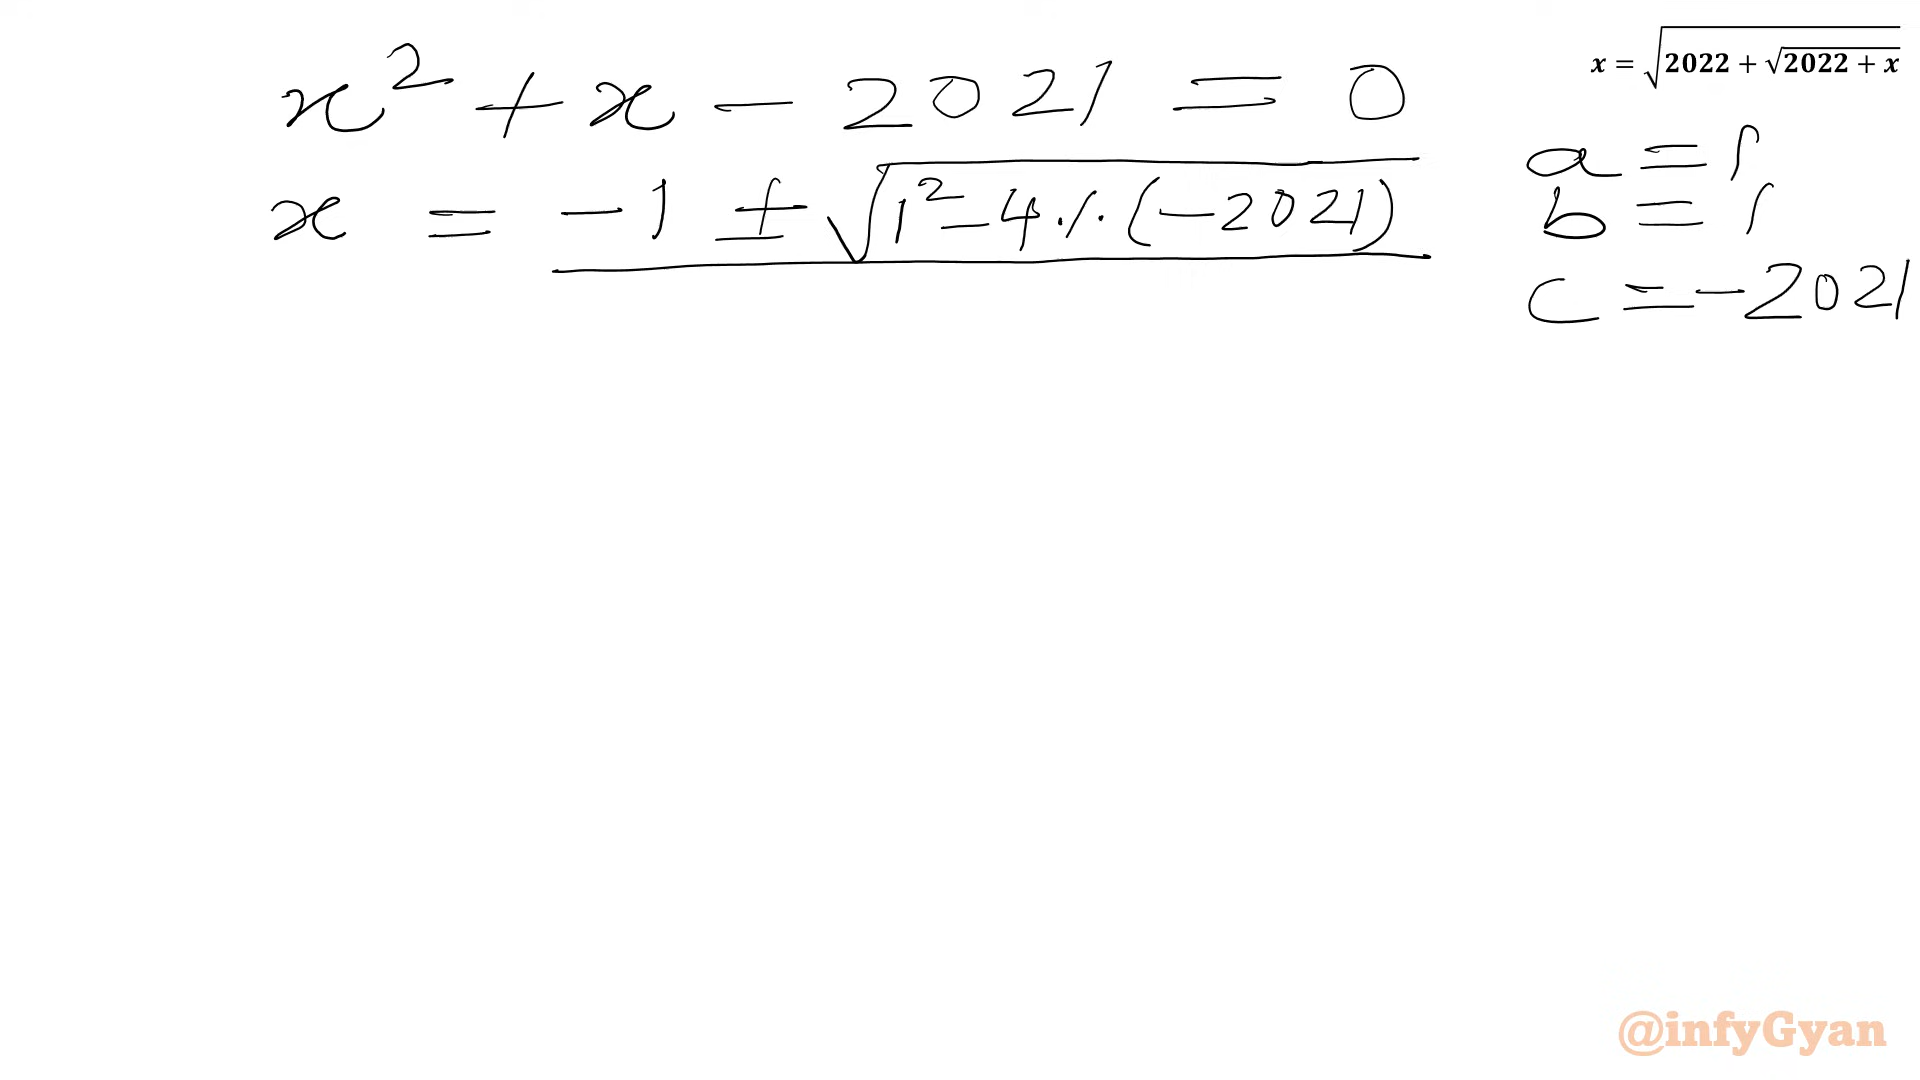 x = √(2022 + √(2022 + x))
x² + x - 2021 = 0
x = -1 ± √(1² - 4.1.(-2021))
a = 1
b = 1
c = -2021
@infyGyan